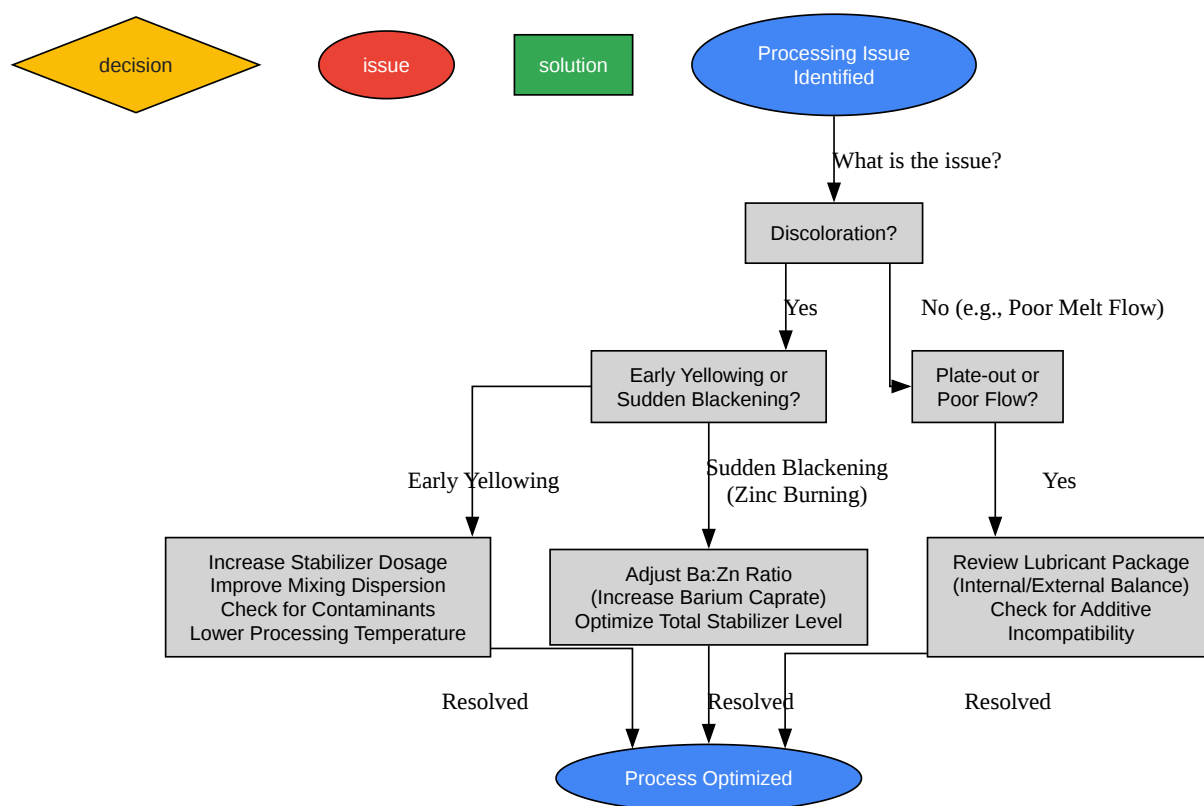 decision
issue
solution
Processing Issue
Identified
What is the issue?
Discoloration?
Yes
No (e.g., Poor Melt Flow)
Early Yellowing or
Sudden Blackening?
Plate-out or
Poor Flow?
Early Yellowing
Sudden Blackening
(Zinc Burning)
Yes
Increase Stabilizer Dosage
Improve Mixing Dispersion
Check for Contaminants
Lower Processing Temperature
Adjust Ba:Zn Ratio
(Increase Barium Caprate)
Optimize Total Stabilizer Level
Review Lubricant Package
(Internal/External Balance)
Check for Additive
Incompatibility
Resolved
Resolved
Resolved
Process Optimized